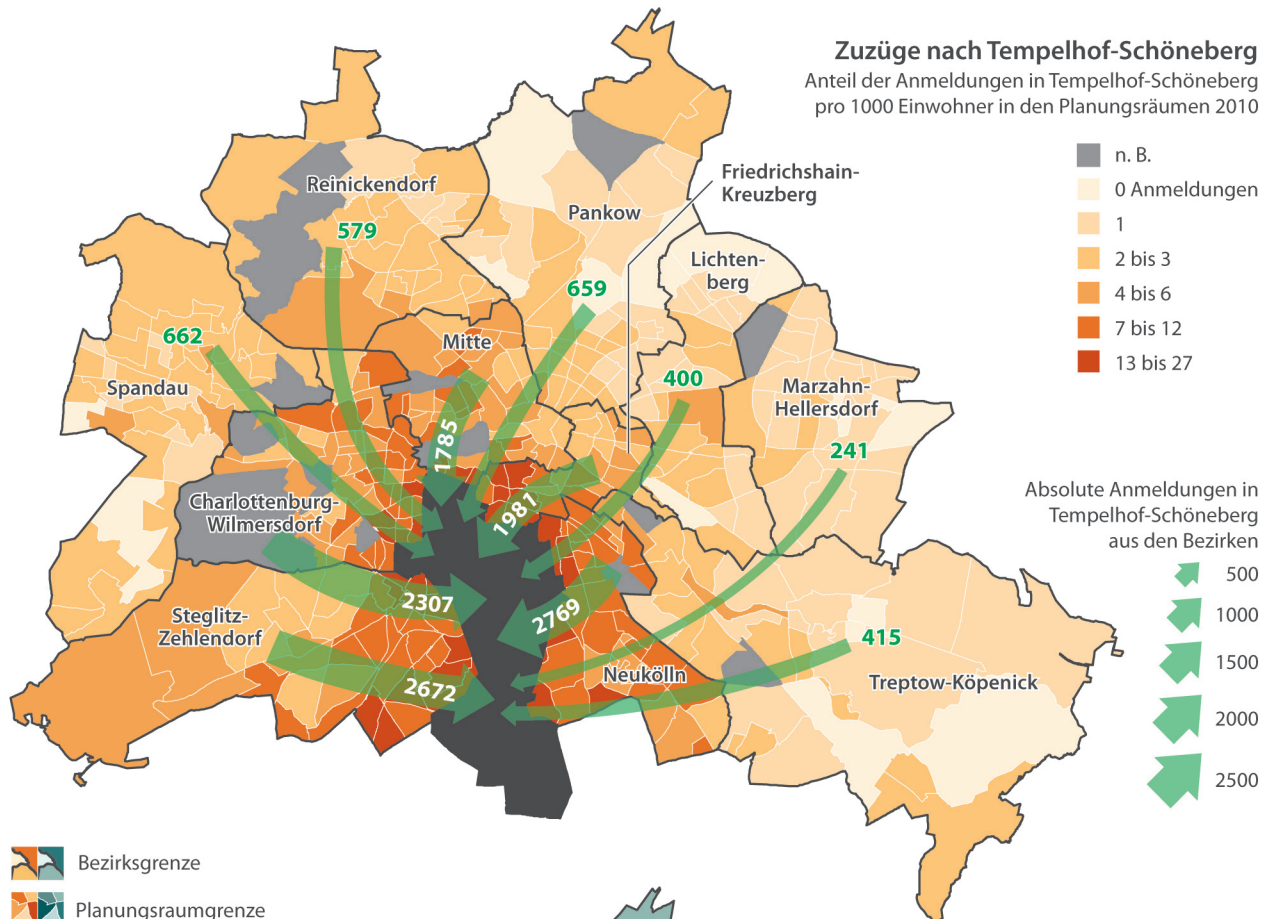 Zuzüge nach Tempelhof-Schöneberg
Anteil der Anmeldungen in Tempelhof-Schöneberg
pro 1000 Einwohner in den Planungsräumen 2010
n. B.
0 Anmeldungen
1
2 bis 3
4 bis 6
7 bis 12
13 bis 27
Friedrichshain-
Kreuzberg
Reinickendorf
579
Pankow
659
Lichten-
berg
Mitte
1785
662
Spandau
400
Marzahn-
Hellersdorf
241
Charlottenburg-
Wilmersdorf
2307
1981
2769
Steglitz-
Zehlendorf
2672
Neukölln
415
Treptow-Köpenick
Absolute Anmeldungen in
Tempelhof-Schöneberg
aus den Bezirken
500
1000
1500
2000
2500
Bezirksgrenze
Planungsraumgrenze